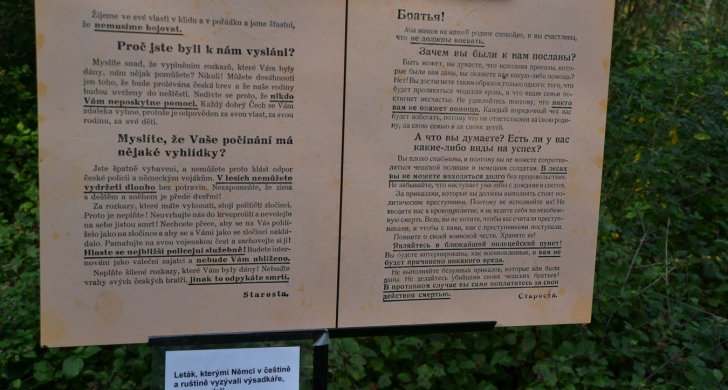 Žijeme ve své vlasti v klidu a v pořádku a jsme šťastni,
že nemusíme bojovat.
Proč jste byli k nám vysláni?
Myslíte snad, že vyplněním rozkazů, které Vám byly
dány, nám nějak pomůžete? Nikoli! Můžete dosáhnouti
jen toho, že bude prolévána česká krev a že naše rodiny
budou uvrženy do neštěstí. Nedivte se proto, že nikdo
Vám neposkytne pomoci. Každý dobrý Čech se Vám
zdaleka vyhne, protože je odpověden za svou vlast, za svou
rodinu, za své děti.
Myslíte, že Vaše počínání má
nějaké vyhlídky?
Jste špatně vybaveni, a nemůžete proto klást odpor
české policii a německým vojákům. V lesích nemůžete
vydržeti dlouho bez potravin. Nezapomeňte, že zima
s deštěm a sněhem je přede dveřmi!
Za rozkazy, které máte vykonati, stojí političtí zločinci.
Proto je neplňte! Neuvrhujte nás do krveprolití a nevolejte
na sebe jistou smrt! Nechcete přece, aby se na Vás pohlí-
želo jako na zločince a aby se s Vámi jako se zločinci nakládalo.
Pamatujte na svou vojenskou čest a zachovejte si ji!
Hlaste se nejbližší policejní služebně! Budete inter-
nováni jako váleční zajatci a nebude Vám ublíženo.
Neplňte šílené rozkazy, které Vám byly dány! Nebuďte
vrahy svých českých bratří, jinak to odpykáte smrtí.
Starosta.
Братья!
Мы живем на нашей родине спокойно, и мы счастливы,
что не должны воевать.
Зачем вы были к нам посланы?
Быть может, вы думаете, что исполняя приказы, кото-
рые были вам даны, вы окажете нам какую-либо помощь?
Нет! Вы достигнете таким образом только одного того, что
будет проливаться чешская кровь, и что наши семьи по-
стигнет несчастье. Не удивляйтесь поэтому, что никто
вам не окажет помощи. Каждый порядочный чех вас
будет избегать, потому что он ответственен за свою роди-
ну, за свою семью и за своих детей.
А что вы думаете? Есть ли у вас
какие-либо виды на успех?
Вы плохо снабжены, а поэтому вы не можете сопроти-
вляться чешской полиции и немецким солдатам. В лесах
вы не можете находиться долго без продовольствия.
Не забывайте, что наступает уже зима с дождем и снегом.
За приказами, которые вы должны выполнить стоят по-
литические преступники. Поэтому не исполняйте их! Не
вводите нас в кровопролитие, и не ведите себя на неизбеж-
ную смерть. Ведь, вы не хотите, чтобы вас считали преступ-
никами, и чтобы с вами, как с преступниками поступали.
Помните о своей воинской чести. Храните ее!
Явлайтесь в ближайший полицейский пункт!
Вы будете интернированы, как военнопленные, и вам не
будет причинено никакого вреда.
Не выполняйте безумных приказов, которые вам были
даны. Не делайтесь убийцами своих чешских братьев!
В противном случае вы сами поплатитесь за свои
действия смертью.
Староста.
Leták, kterými Němci v češtině
a ruštině vyzývali výsadkáře,